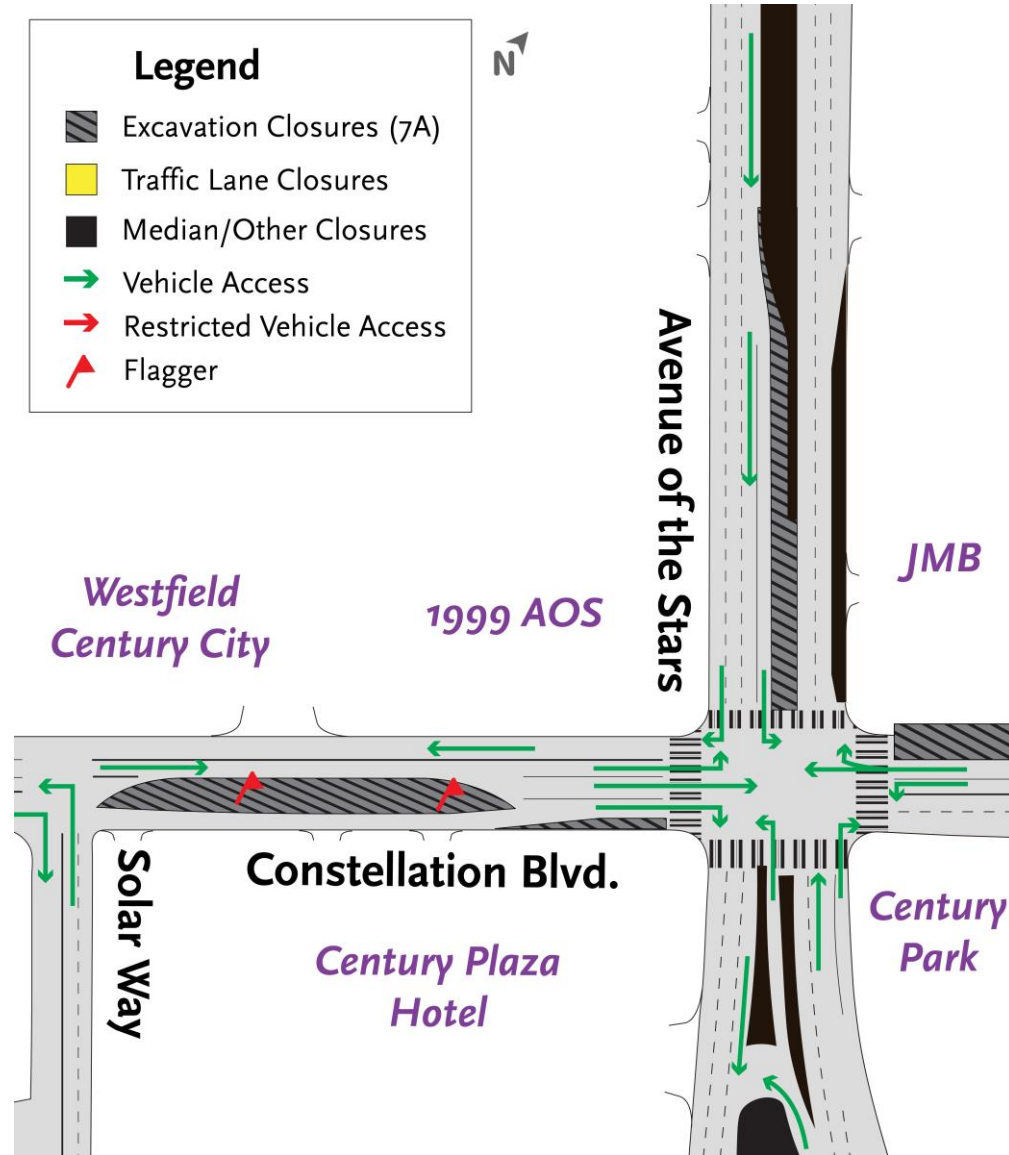 Legend
Excavation Closures (7A)
Traffic Lane Closures
Median/Other Closures
Vehicle Access
Restricted Vehicle Access
Flagger
N
Avenue of the Stars
JMB
Westfield
Century City
1999 AOS
Solar Way
Constellation Blvd.
Century Plaza
Hotel
Century
Park